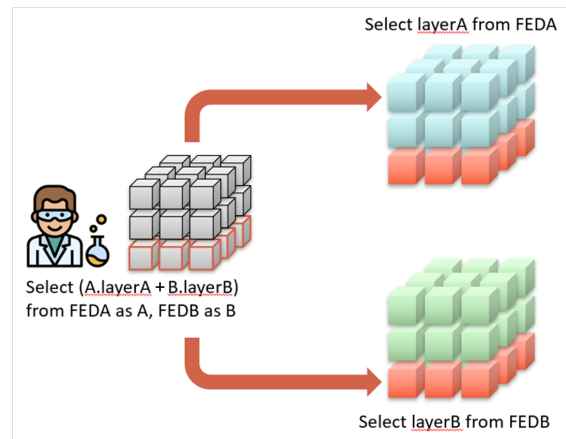 Select layerA from FEDA
Select (A.layerA + B.layerB)
from FEDA as A, FEDB as B
Select layerB from FEDB